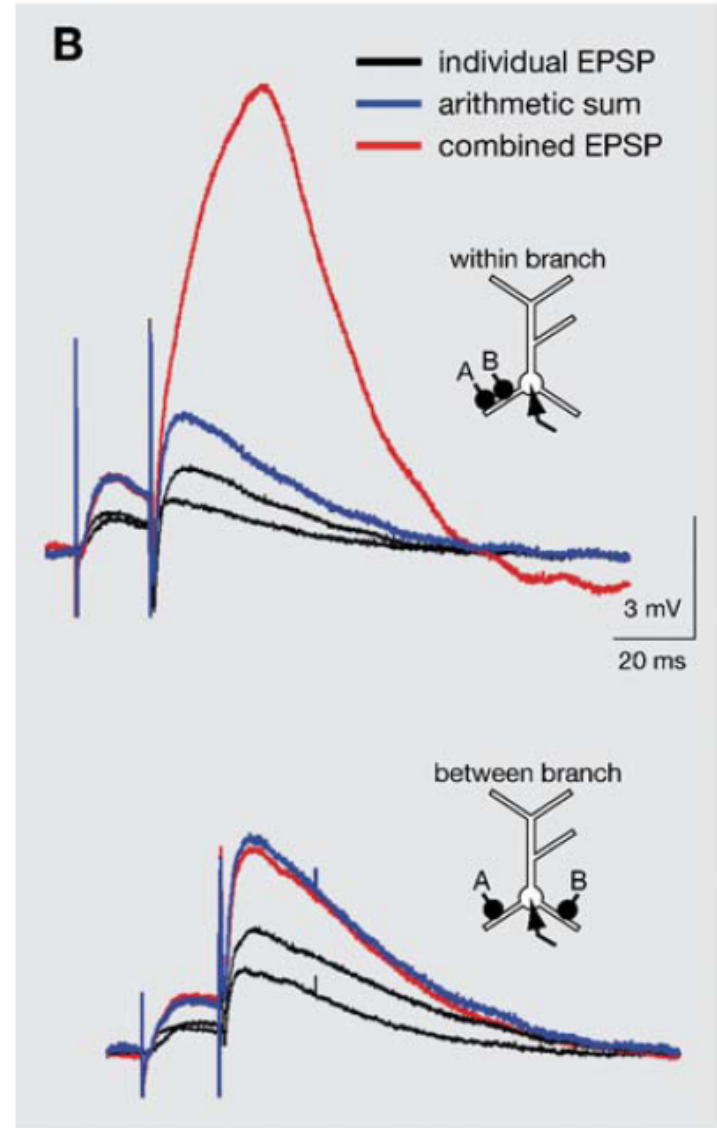 B
individual EPSP
arithmetic sum
combined EPSP
within branch
A B
3 mV
20 ms
between branch
A B